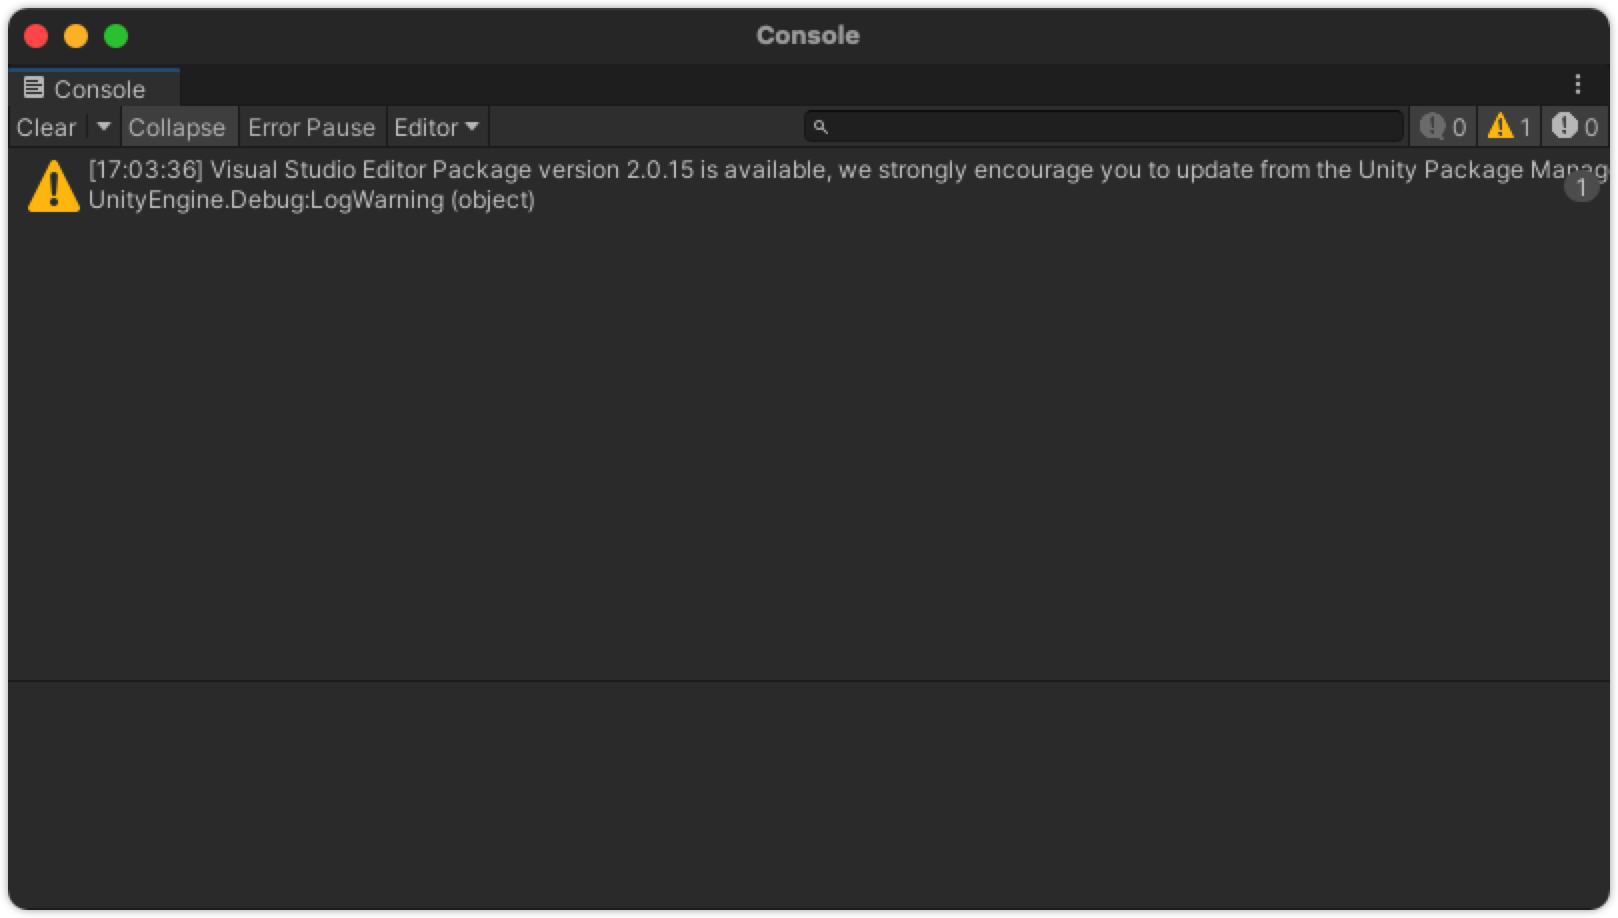 Console
Console
Clear Collapse Error Pause Editor 0 1 0
[17:03:36] Visual Studio Editor Package version 2.0.15 is available, we strongly encourage you to update from the Unity Package
1
UnityEngine.Debug:LogWarning (object)